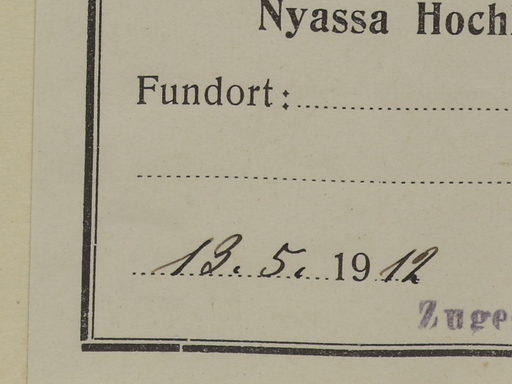 Nyassa Hoch
Fundort:
13. 5. 1912
Zuge